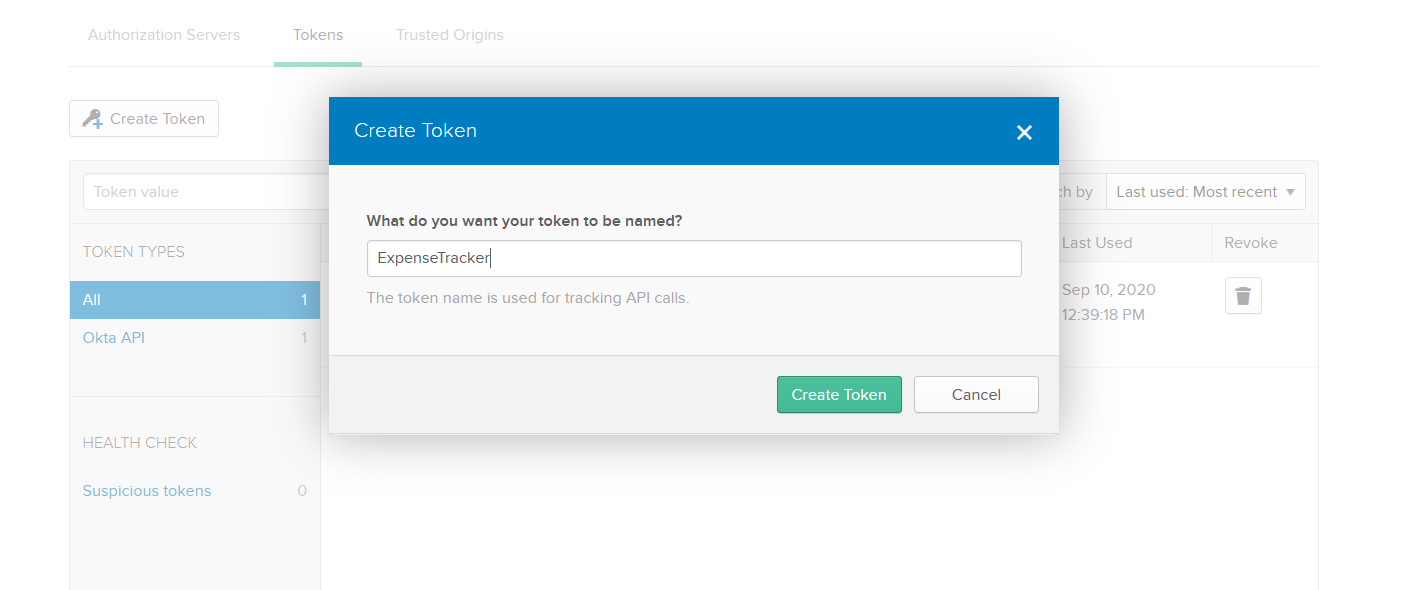 Authorization Servers Tokens Trusted Origins
Create Token
Create Token
Token value
ch by Last used: Most recent
What do you want your token to be named?
TOKEN TYPES
Last Used Revoke
ExpenseTracker
All 1
The token name is used for tracking API calls.
Sep 10, 2020
12:39:18 PM
Okta API 1
Create Token Cancel
HEALTH CHECK
Suspicious tokens 0